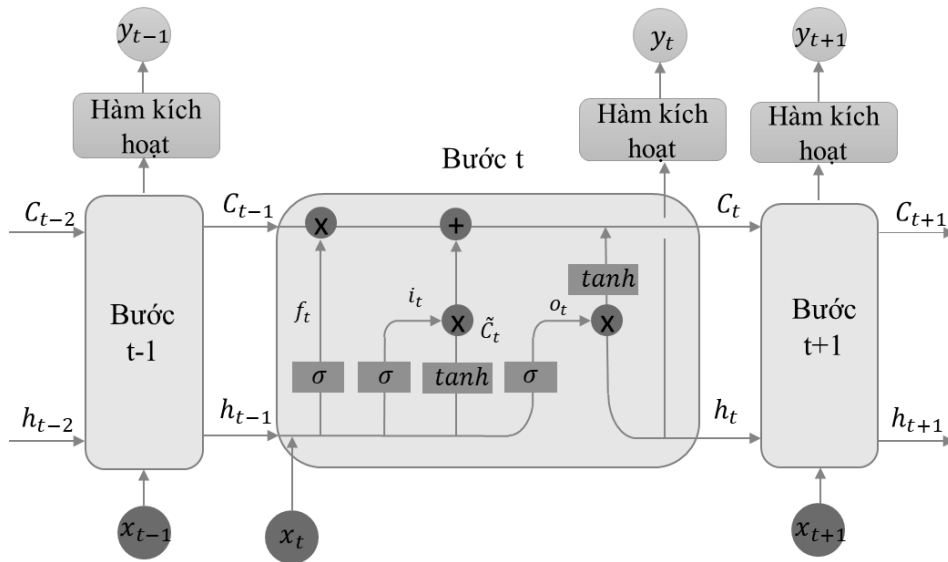 y_{t-1}
y_t
y_{t+1}
Hàm kích
hoạt
Hàm kích
hoạt
Hàm kích
hoạt
Bước t
C_{t-2}
C_{t-1}
C_t
C_{t+1}
x
+
tanh
f_t
i_t
x
C̃_t
o_t
x
Bước
t-1
Bước
t+1
σ
σ
tanh
σ
h_{t-2}
h_{t-1}
h_t
h_{t+1}
x_{t-1}
x_t
x_{t+1}